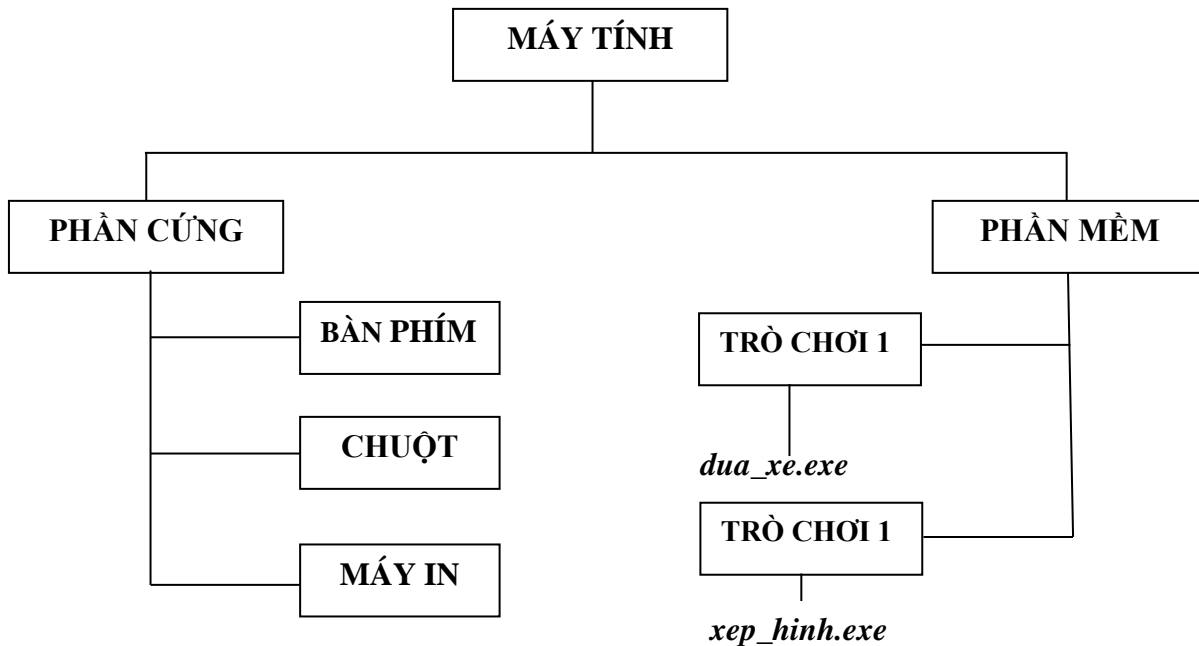 MÁY TÍNH
PHẦN CỨNG
PHẦN MỀM
BÀN PHÍM
TRÒ CHƠI 1
CHUỘT
dua_xe.exe
TRÒ CHƠI 1
MÁY IN
xep_hinh.exe